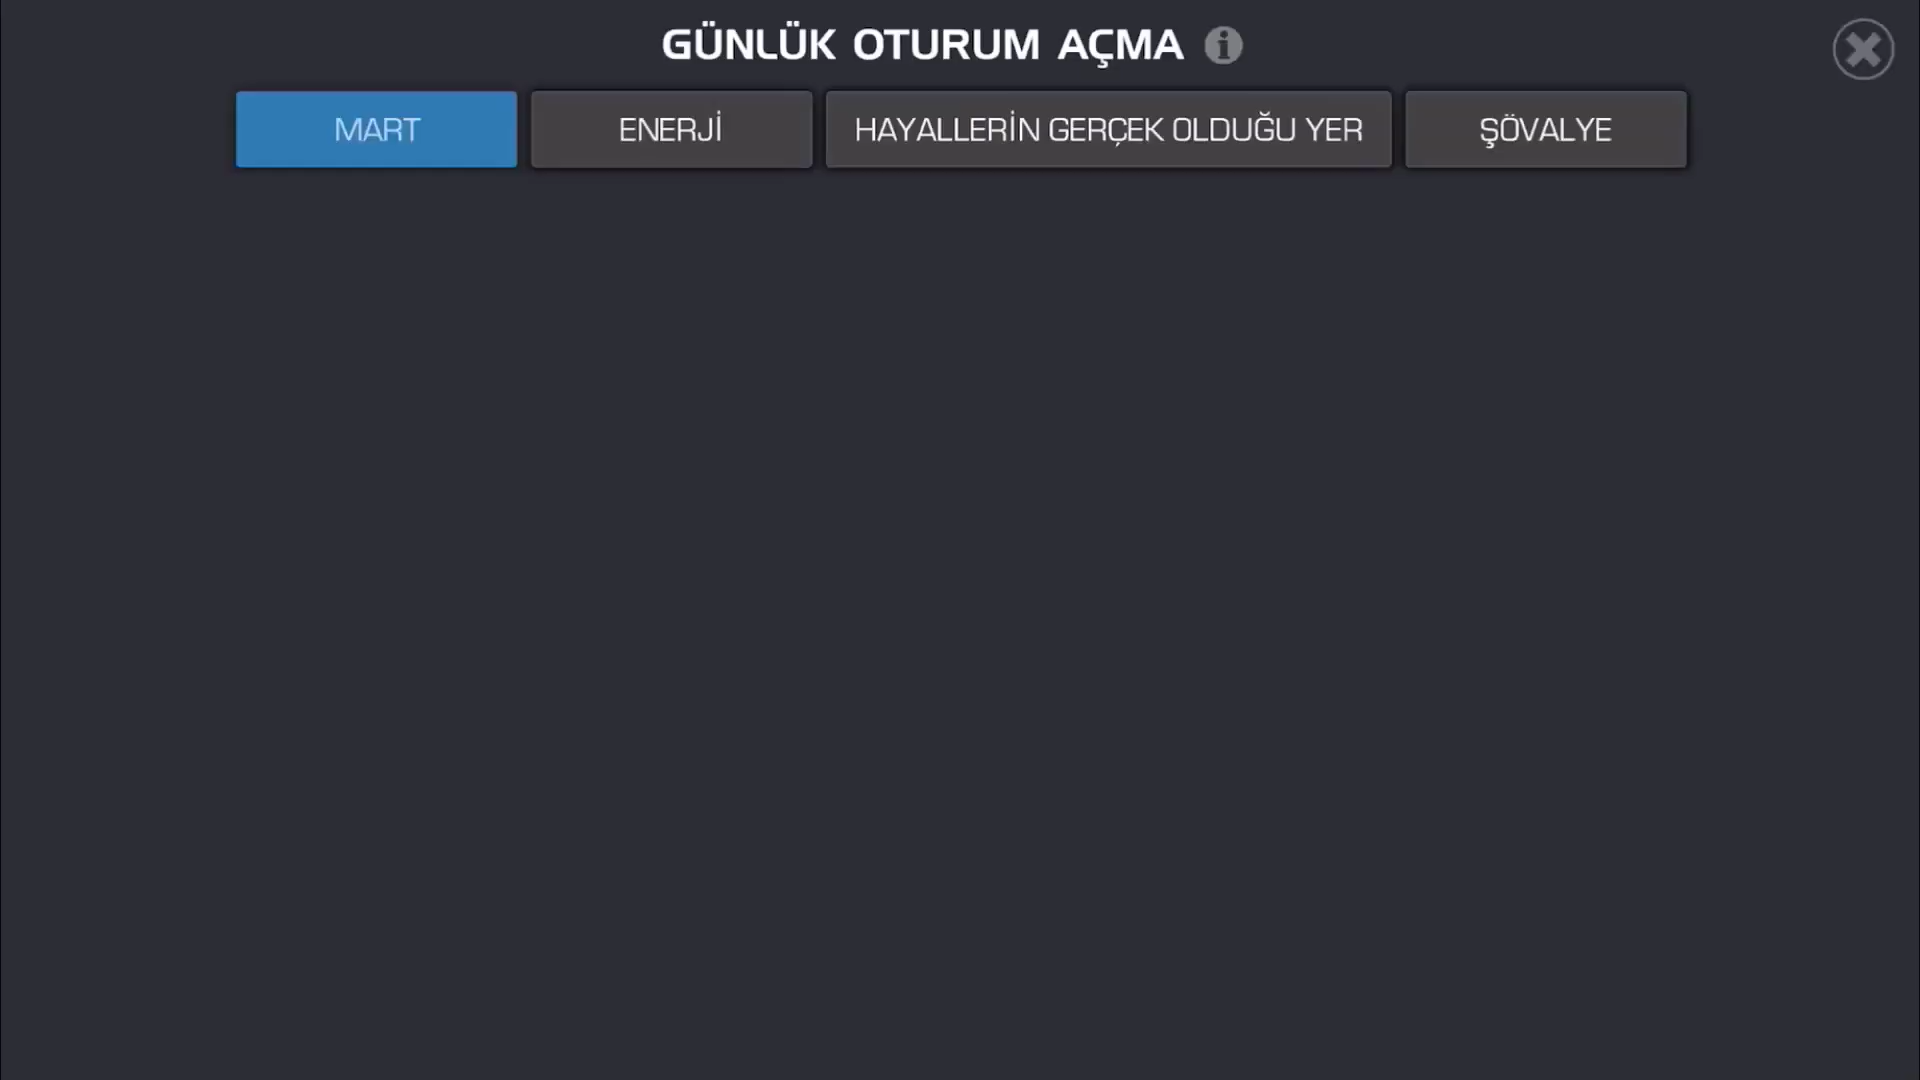 GÜNLÜK OTURUM AÇMA
MART
ENERJİ
HAYALLERİN GERÇEK OLDUĞU YER
ŞÖVALYE